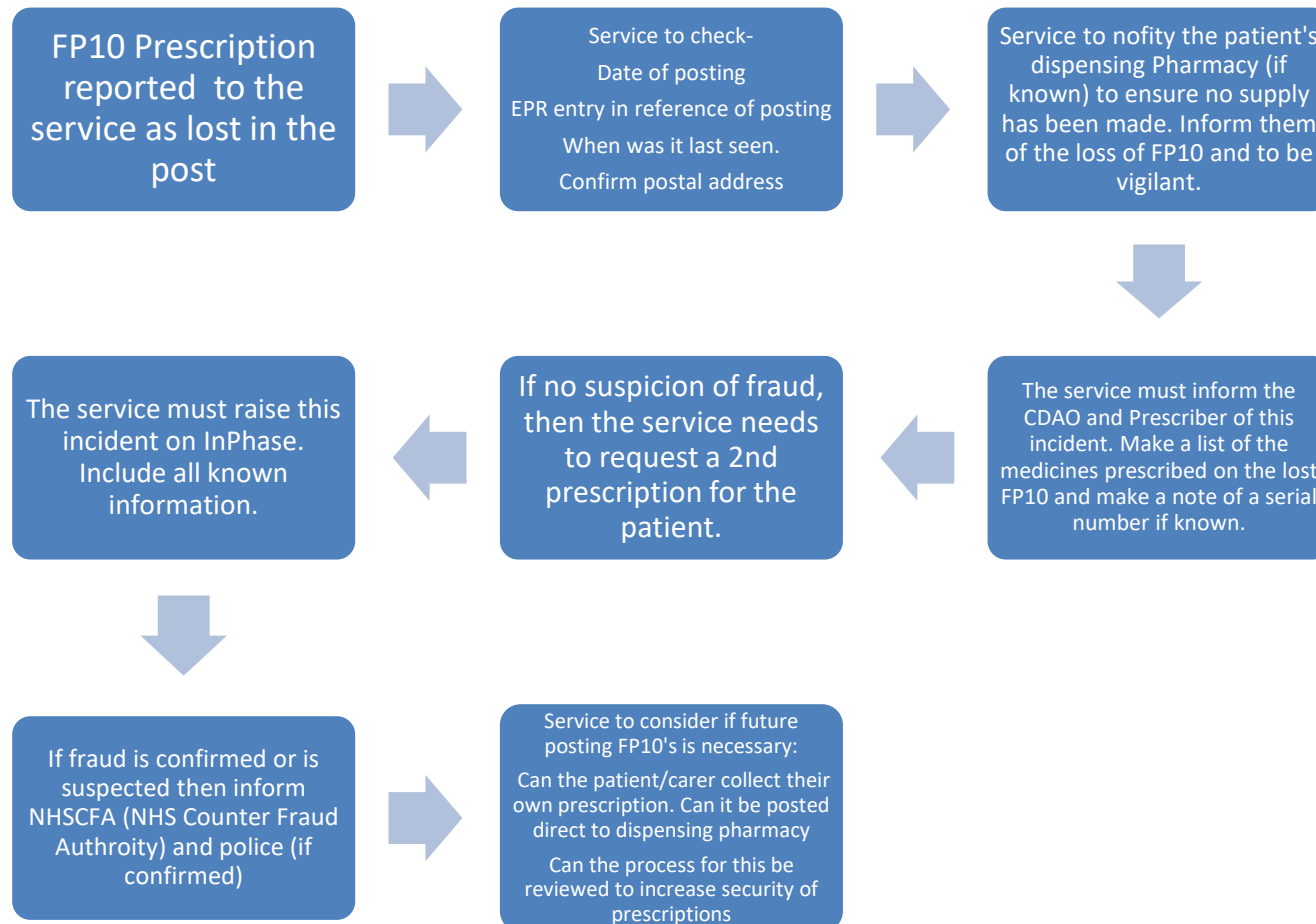 FP10 Prescription
reported to the
service as lost in the
post
Service to check-
Date of posting
EPR entry in reference of posting
When was it last seen.
Confirm postal address
Service to nofity the patient's
dispensing Pharmacy (if
known) to ensure no supply
has been made. Inform them
of the loss of FP10 and to be
vigilant.
The service must inform the
CDAO and Prescriber of this
incident. Make a list of the
medicines prescribed on the lost
FP10 and make a note of a serial
number if known.
If no suspicion of fraud,
then the service needs
to request a 2nd
prescription for the
patient.
The service must raise this
incident on InPhase.
Include all known
information.
If fraud is confirmed or is
suspected then inform
NHSCFA (NHS Counter Fraud
Authroity) and police (if
confirmed)
Service to consider if future
posting FP10's is necessary:
Can the patient/carer collect their
own prescription. Can it be posted
direct to dispensing pharmacy
Can the process for this be
reviewed to increase security of
prescriptions